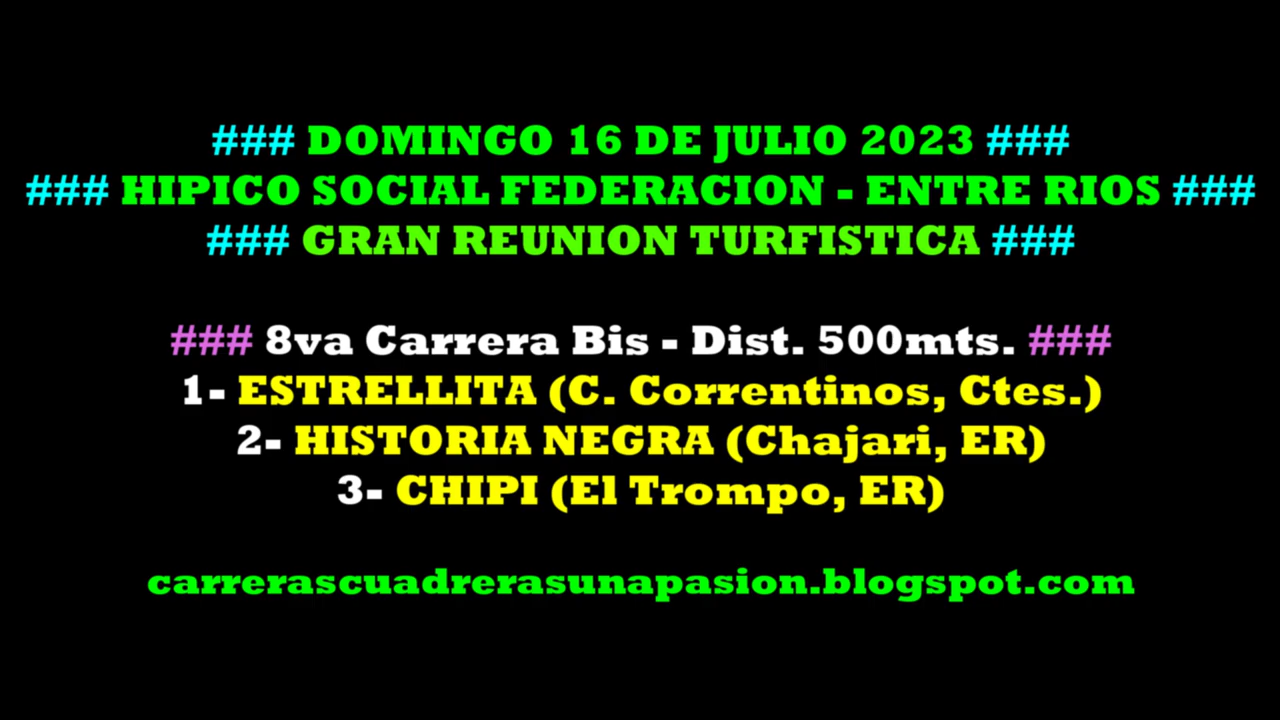 ### DOMINGO 16 DE JULIO 2023 ###
### HIPICO SOCIAL FEDERACION - ENTRE RIOS ###
### GRAN REUNION TURFISTICA ###
### 8va Carrera Bis - Dist. 500mts. ###
1- ESTRELLITA (C. Correntinos, Ctes.)
2- HISTORIA NEGRA (Chajari, ER)
3- CHIPI (El Trompo, ER)
carrerascuadrerasunapasion.blogspot.com